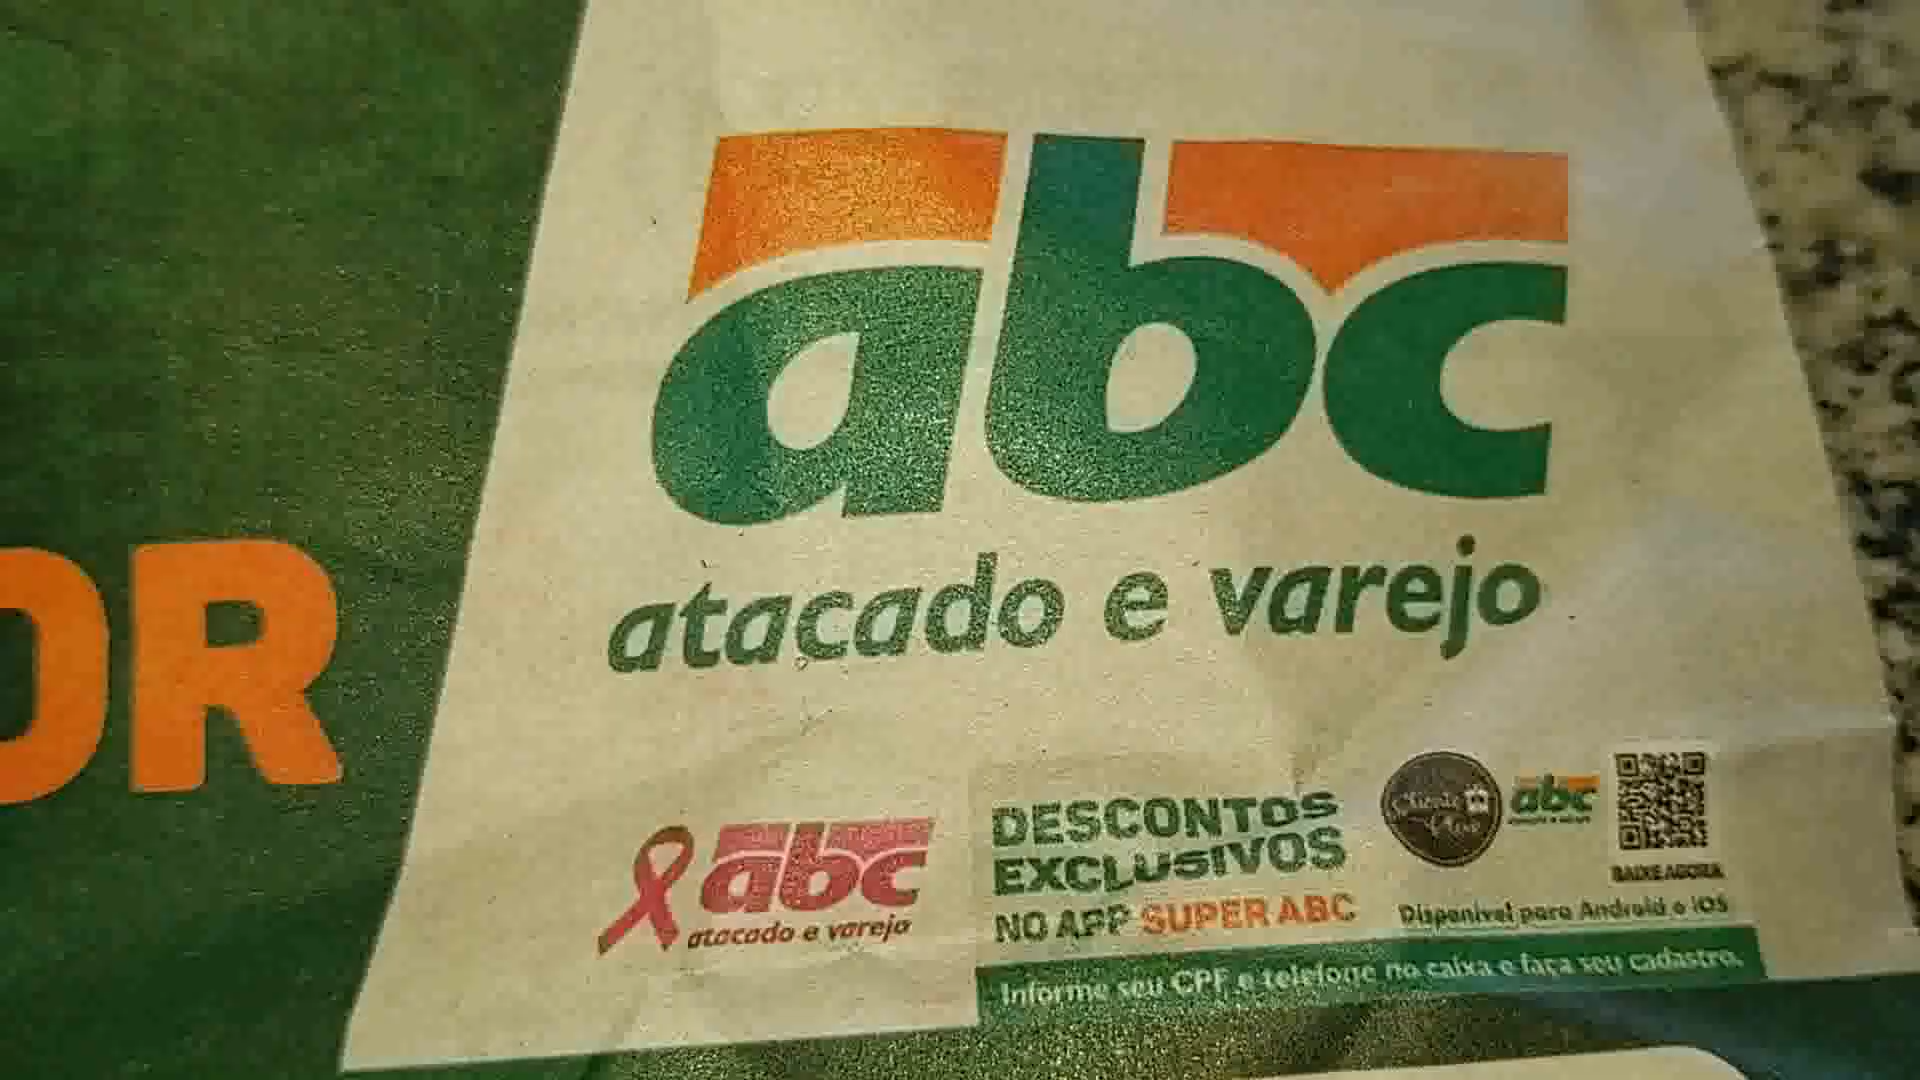 OR
abc
atacado e varejo
abc
atacado e varejo
DESCONTOS
EXCLUSIVOS
NO APP SUPER ABC
Cliente
abc
BAIXE AGORA
Disponível para Android e iOS
Informe seu CPF e telefone no caixa e faça seu cadastro.